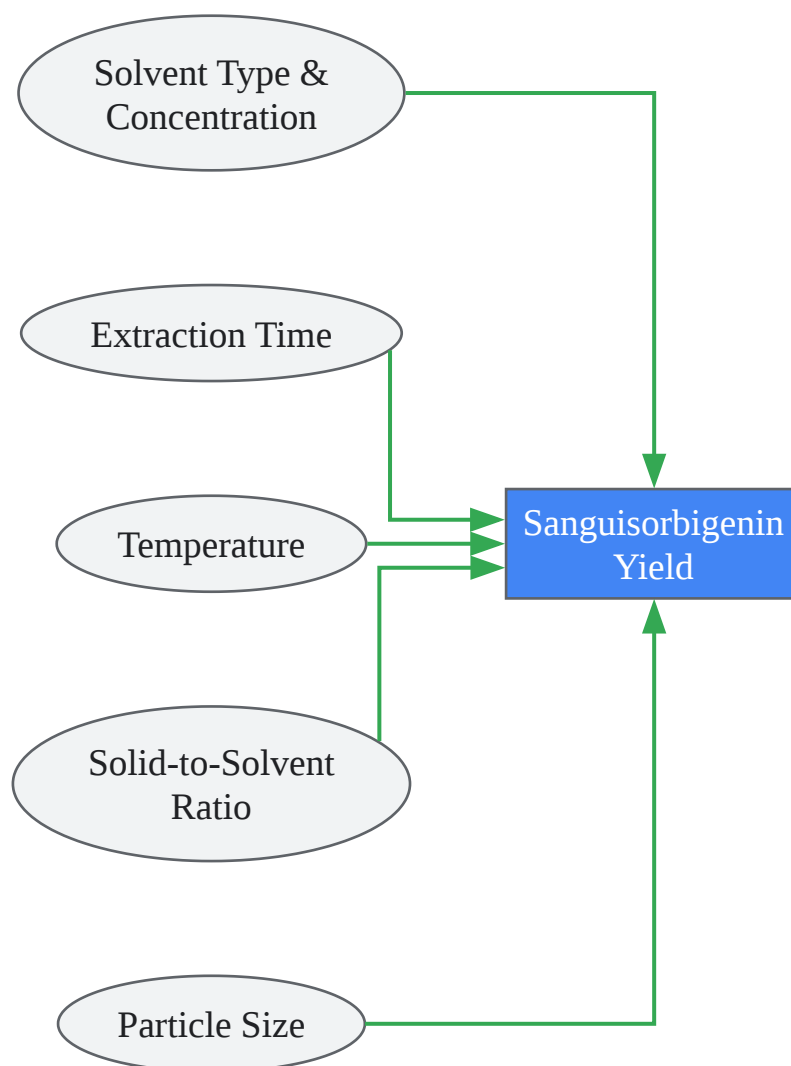 Solvent Type &
Concentration
Extraction Time
Temperature
Sanguisorbigenin
Yield
Solid-to-Solvent
Ratio
Particle Size